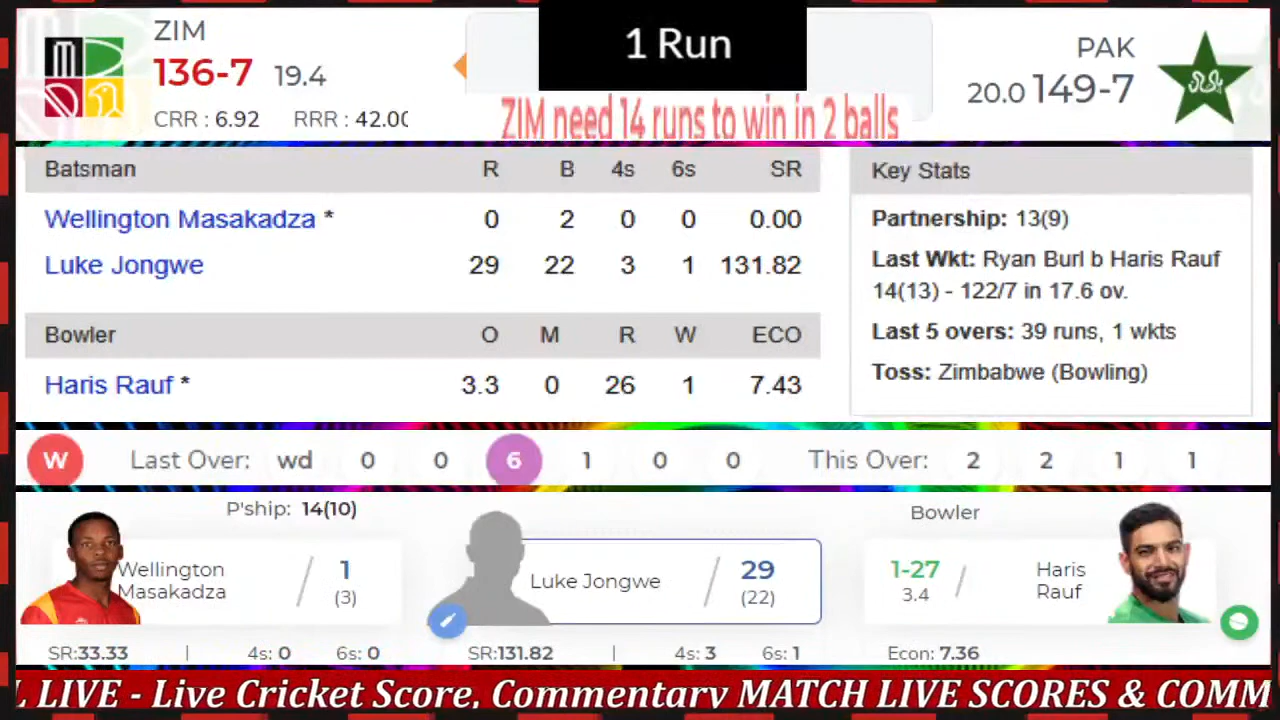 ZIM
136-7 19.4
CRR : 6.92 RRR : 42.00
1 Run
ZIM need 14 runs to win in 2 balls
PAK
20.0 149-7
Batsman R B 4s 6s SR
Wellington Masakadza * 0 2 0 0 0.00
Luke Jongwe 29 22 3 1 131.82
Bowler O M R W ECO
Haris Rauf * 3.3 0 26 1 7.43
Key Stats
Partnership: 13(9)
Last Wkt: Ryan Burl b Haris Rauf
14(13) - 122/7 in 17.6 ov.
Last 5 overs: 39 runs, 1 wkts
Toss: Zimbabwe (Bowling)
W Last Over: wd 0 0 6 1 0 0 This Over: 2 2 1 1
P'ship: 14(10)
Wellington
Masakadza
1
(3)
SR:33.33 | 4s: 0 6s: 0
Luke Jongwe
29
(22)
SR:131.82 | 4s: 3 6s: 1
Bowler
1-27
3.4
Haris
Rauf
Econ: 7.36
L LIVE - Live Cricket Score, Commentary MATCH LIVE SCORES & COMM